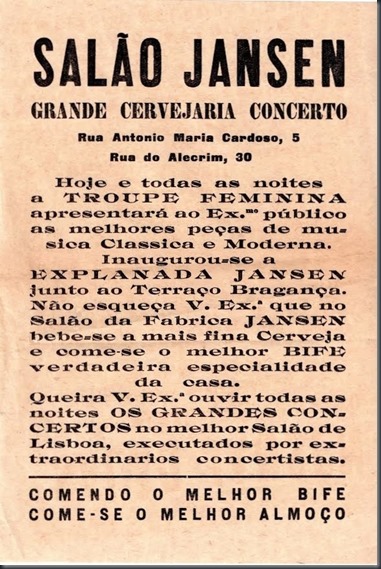 SALÃO JANSEN
GRANDE CERVEJARIA CONCERTO
Rua Antonio Maria Cardoso, 5
Rua do Alecrim, 30
Hoje e todas as noites
a TROUPE FEMININA
apresentará ao Ex.mo público
as melhores peças de mu-
sica Classica e Moderna.
Inaugurou-se a
EXPLANADA JANSEN
junto ao Terraço Bragança.
Não esqueça V. Ex.ª que no
Salão da Fabrica JANSEN
bebe-se a mais fina Cerveja
e come-se o melhor BIFE
verdadeira especialidade
da casa.
Queira V. Ex.ª ouvir todas as
noites OS GRANDES CON-
CERTOS no melhor Salão de
Lisboa, executados por ex-
traordinarios concertistas.
COMENDO O MELHOR BIFE
COME-SE O MELHOR ALMOÇO